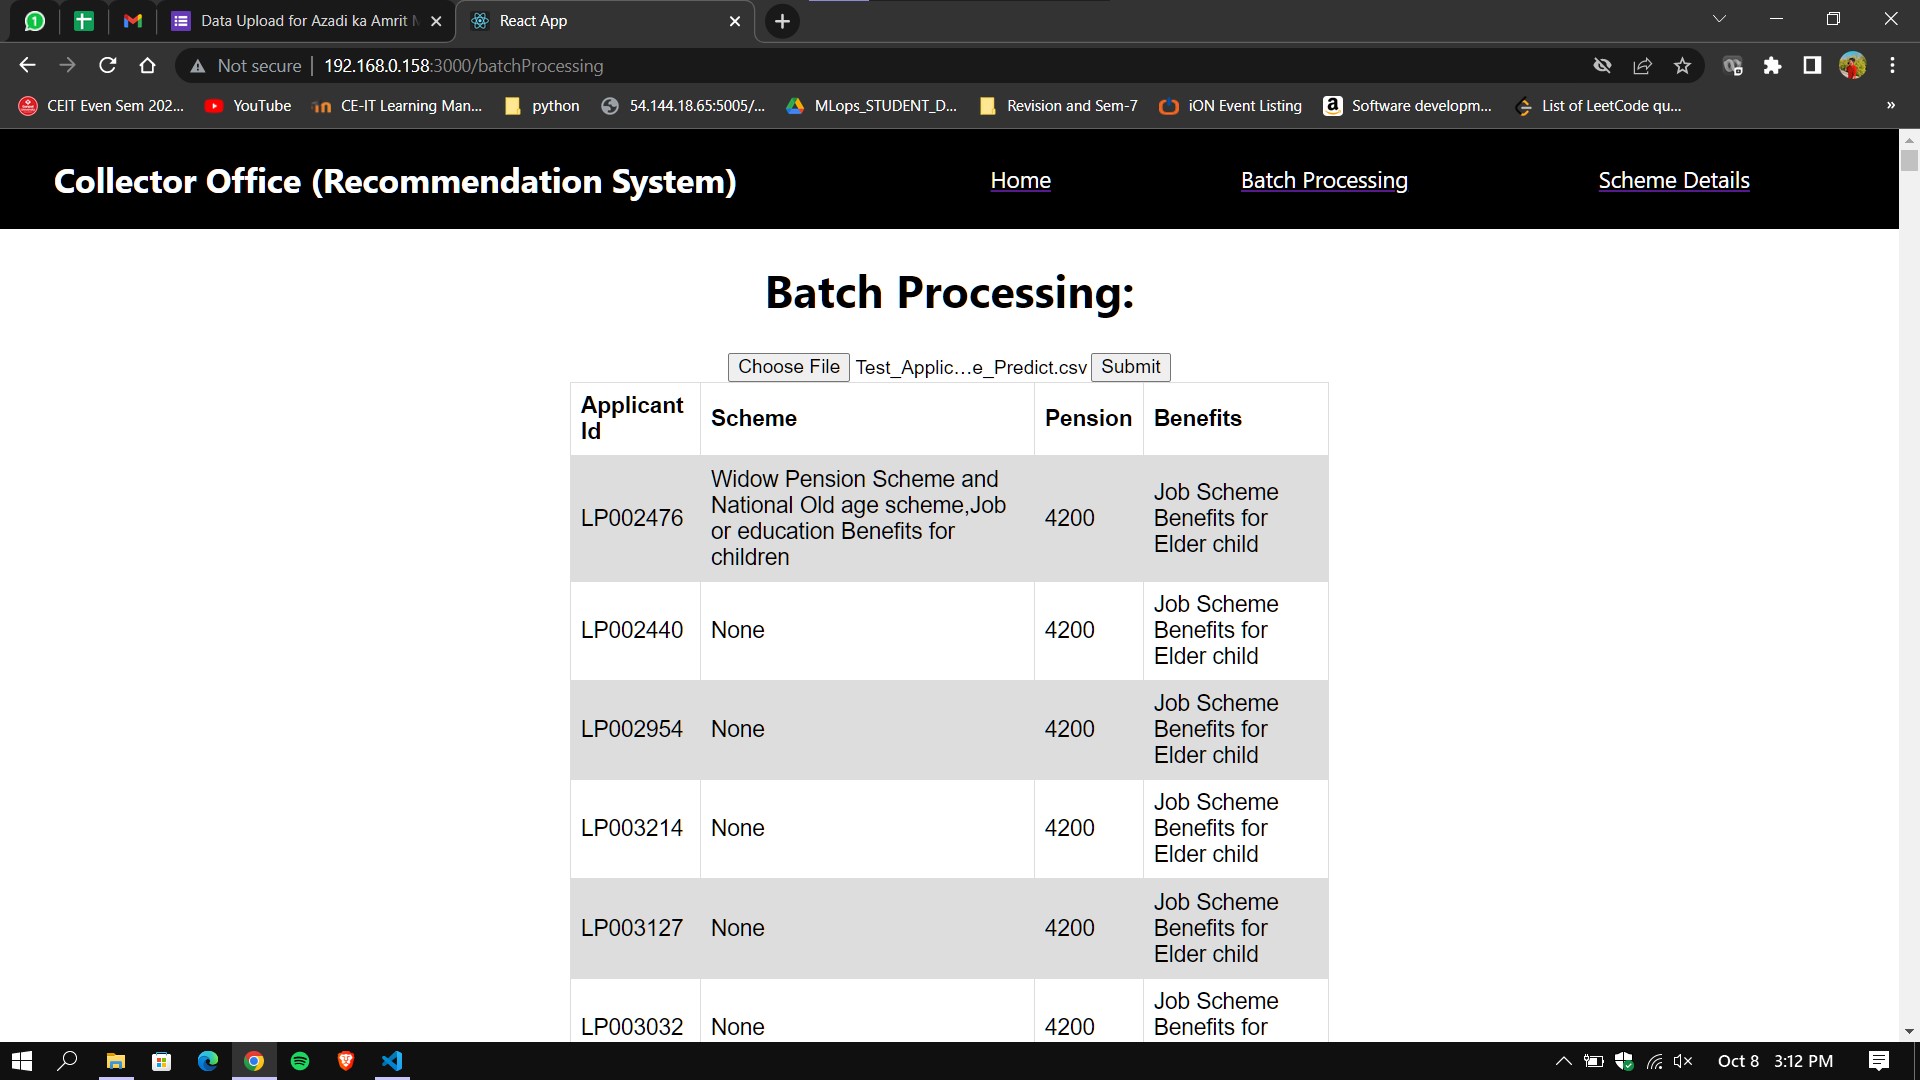 Data Upload for Azadi ka Amrit
React App
Not secure
192.168.0.158:3000/batchProcessing
CEIT Even Sem 202...
YouTube
CE-IT Learning Man...
python
54.144.18.65:5005/...
MLops_STUDENT_D...
Revision and Sem-7
iON Event Listing
Software developm...
List of LeetCode qu...
»
Collector Office (Recommendation System)
Home
Batch Processing
Scheme Details
Batch Processing:
Choose File Test_Applic...e_Predict.csv Submit
Applicant
Id
Scheme
Pension
Benefits
LP002476
Widow Pension Scheme and
National Old age scheme,Job
or education Benefits for
children
4200
Job Scheme
Benefits for
Elder child
LP002440
None
4200
Job Scheme
Benefits for
Elder child
LP002954
None
4200
Job Scheme
Benefits for
Elder child
LP003214
None
4200
Job Scheme
Benefits for
Elder child
LP003127
None
4200
Job Scheme
Benefits for
Elder child
LP003032
None
4200
Job Scheme
Benefits for
Oct 8 3:12 PM